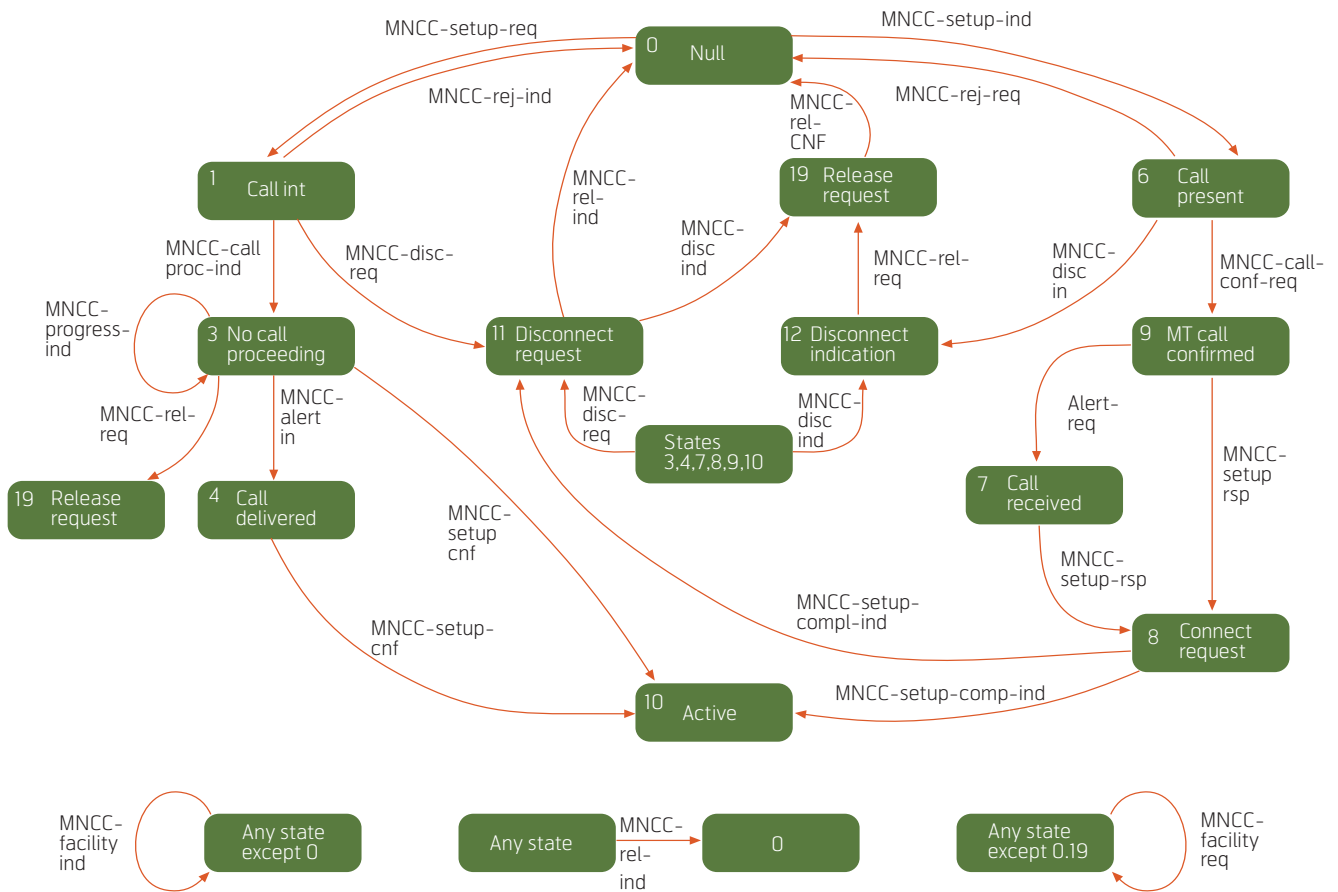 MNCC-setup-req
MNCC-setup-ind
0 Null
MNCC-rej-ind
MNCC-
rel-
CNF
MNCC-rej-req
1 Call int
MNCC-
rel-
ind
19 Release
request
6 Call
present
MNCC-call
proc-ind
MNCC-disc-
req
MNCC-
disc
ind
MNCC-rel-
req
MNCC-
disc
in
MNCC-call-
conf-req
MNCC-
progress-
ind
3 No call
proceeding
11 Disconnect
request
12 Disconnect
indication
9 MT call
confirmed
MNCC-rel-
req
MNCC-
alert
in
MNCC-
disc-
req
States
3,4,7,8,9,10
MNCC-
disc
ind
Alert-
req
MNCC-
setup
rsp
19 Release
request
4 Call
delivered
MNCC-
setup
cnf
7 Call
received
MNCC-
setup-rsp
MNCC-setup-
cnf
MNCC-setup-
compl-ind
8 Connect
request
10 Active
MNCC-setup-comp-ind
MNCC-
facility
ind
Any state
except 0
Any state
MNCC-
rel-
ind
0
Any state
except 0.19
MNCC-
facility
req